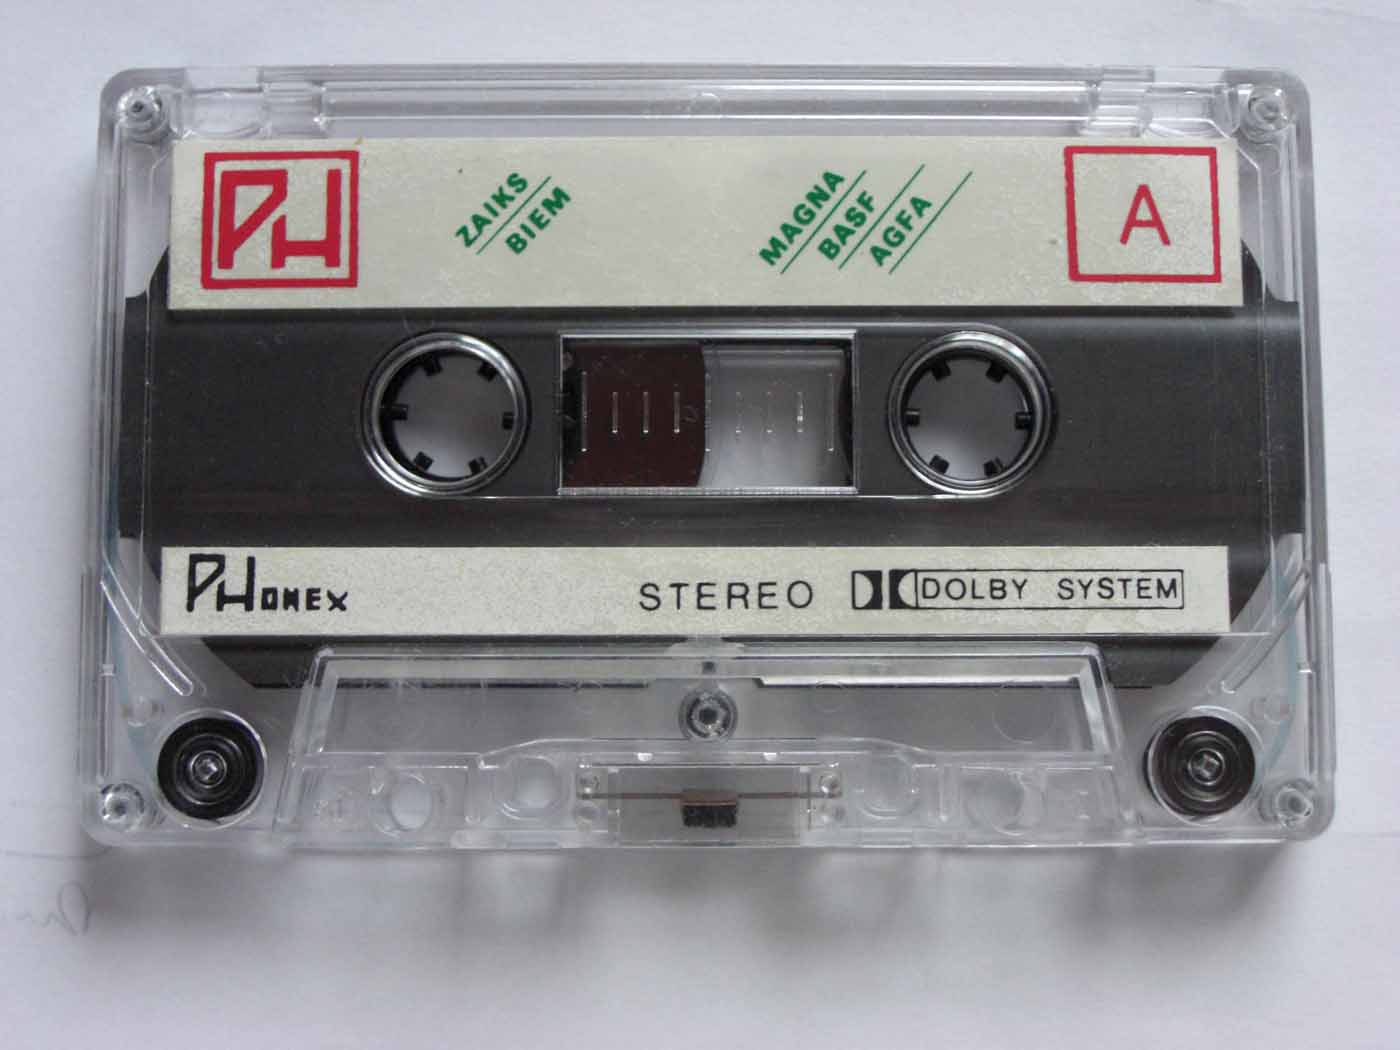 PH
ZAIKS
BIEM
MAGNA
BASF
AGFA
A
PHONEX
STEREO
DOLBY SYSTEM